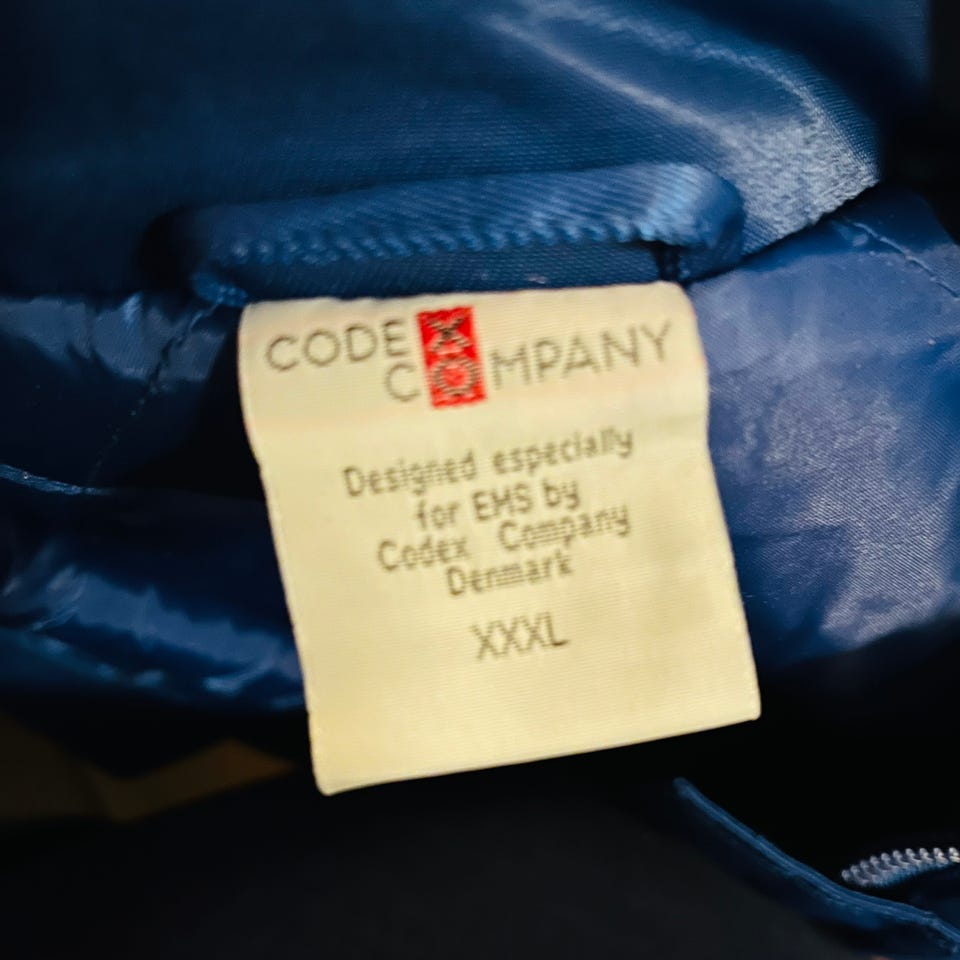 CODEX
COMPANY
Designed especially
for EMS by
Codex Company
Denmark
XXXL